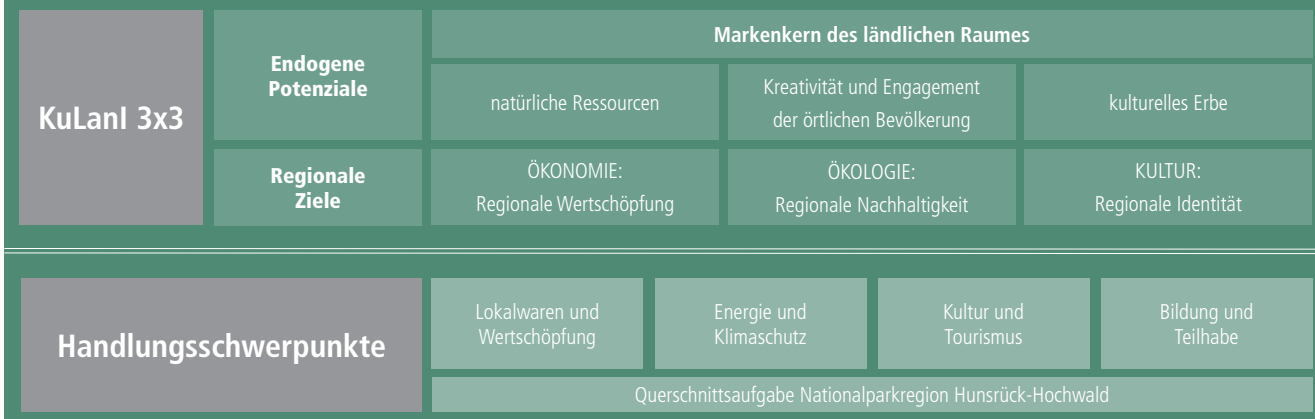 KuLanI 3x3
Endogene
Potenziale
Markenkern des ländlichen Raumes
natürliche Ressourcen
Kreativität und Engagement
der örtlichen Bevölkerung
kulturelles Erbe
Regionale
Ziele
ÖKONOMIE:
Regionale Wertschöpfung
ÖKOLOGIE:
Regionale Nachhaltigkeit
KULTUR:
Regionale Identität
Handlungsschwerpunkte
Lokalwaren und
Wertschöpfung
Energie und
Klimaschutz
Kultur und
Tourismus
Bildung und
Teilhabe
Querschnittsaufgabe Nationalparkregion Hunsrück-Hochwald